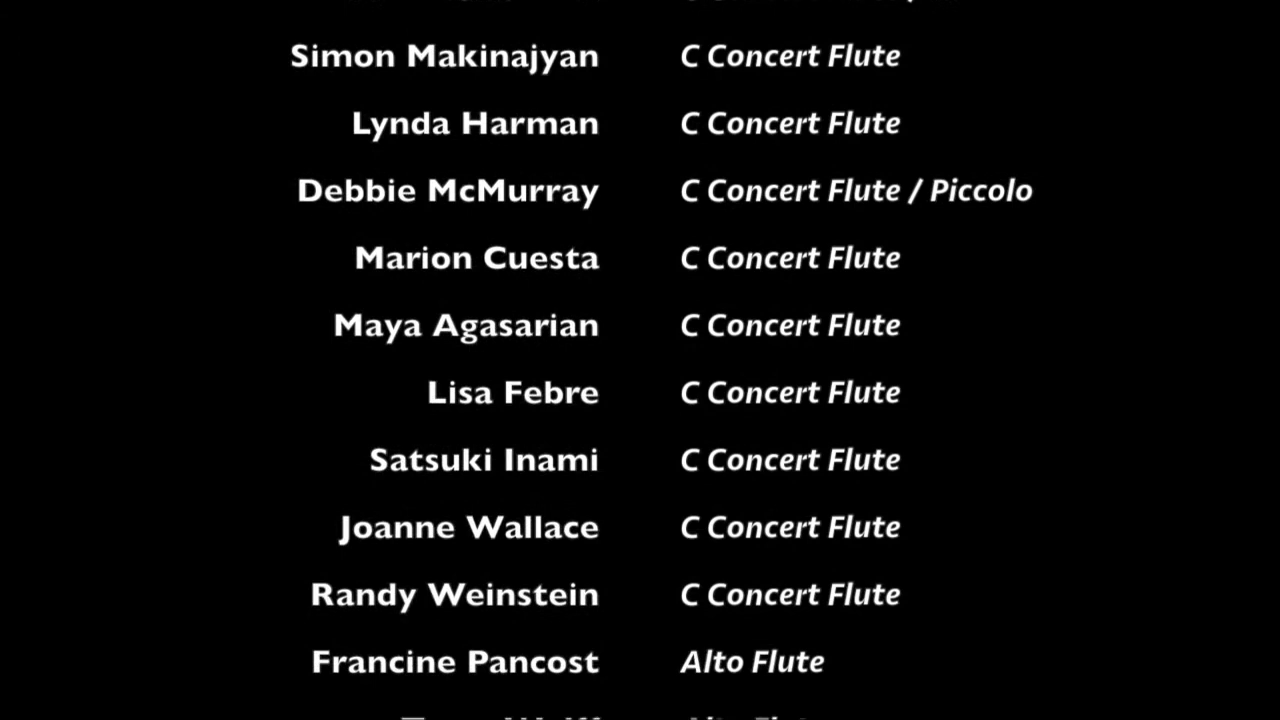 Simon Makinajyan C Concert Flute
Lynda Harman C Concert Flute
Debbie McMurray C Concert Flute / Piccolo
Marion Cuesta C Concert Flute
Maya Agasarian C Concert Flute
Lisa Febre C Concert Flute
Satsuki Inami C Concert Flute
Joanne Wallace C Concert Flute
Randy Weinstein C Concert Flute
Francine Pancost Alto Flute